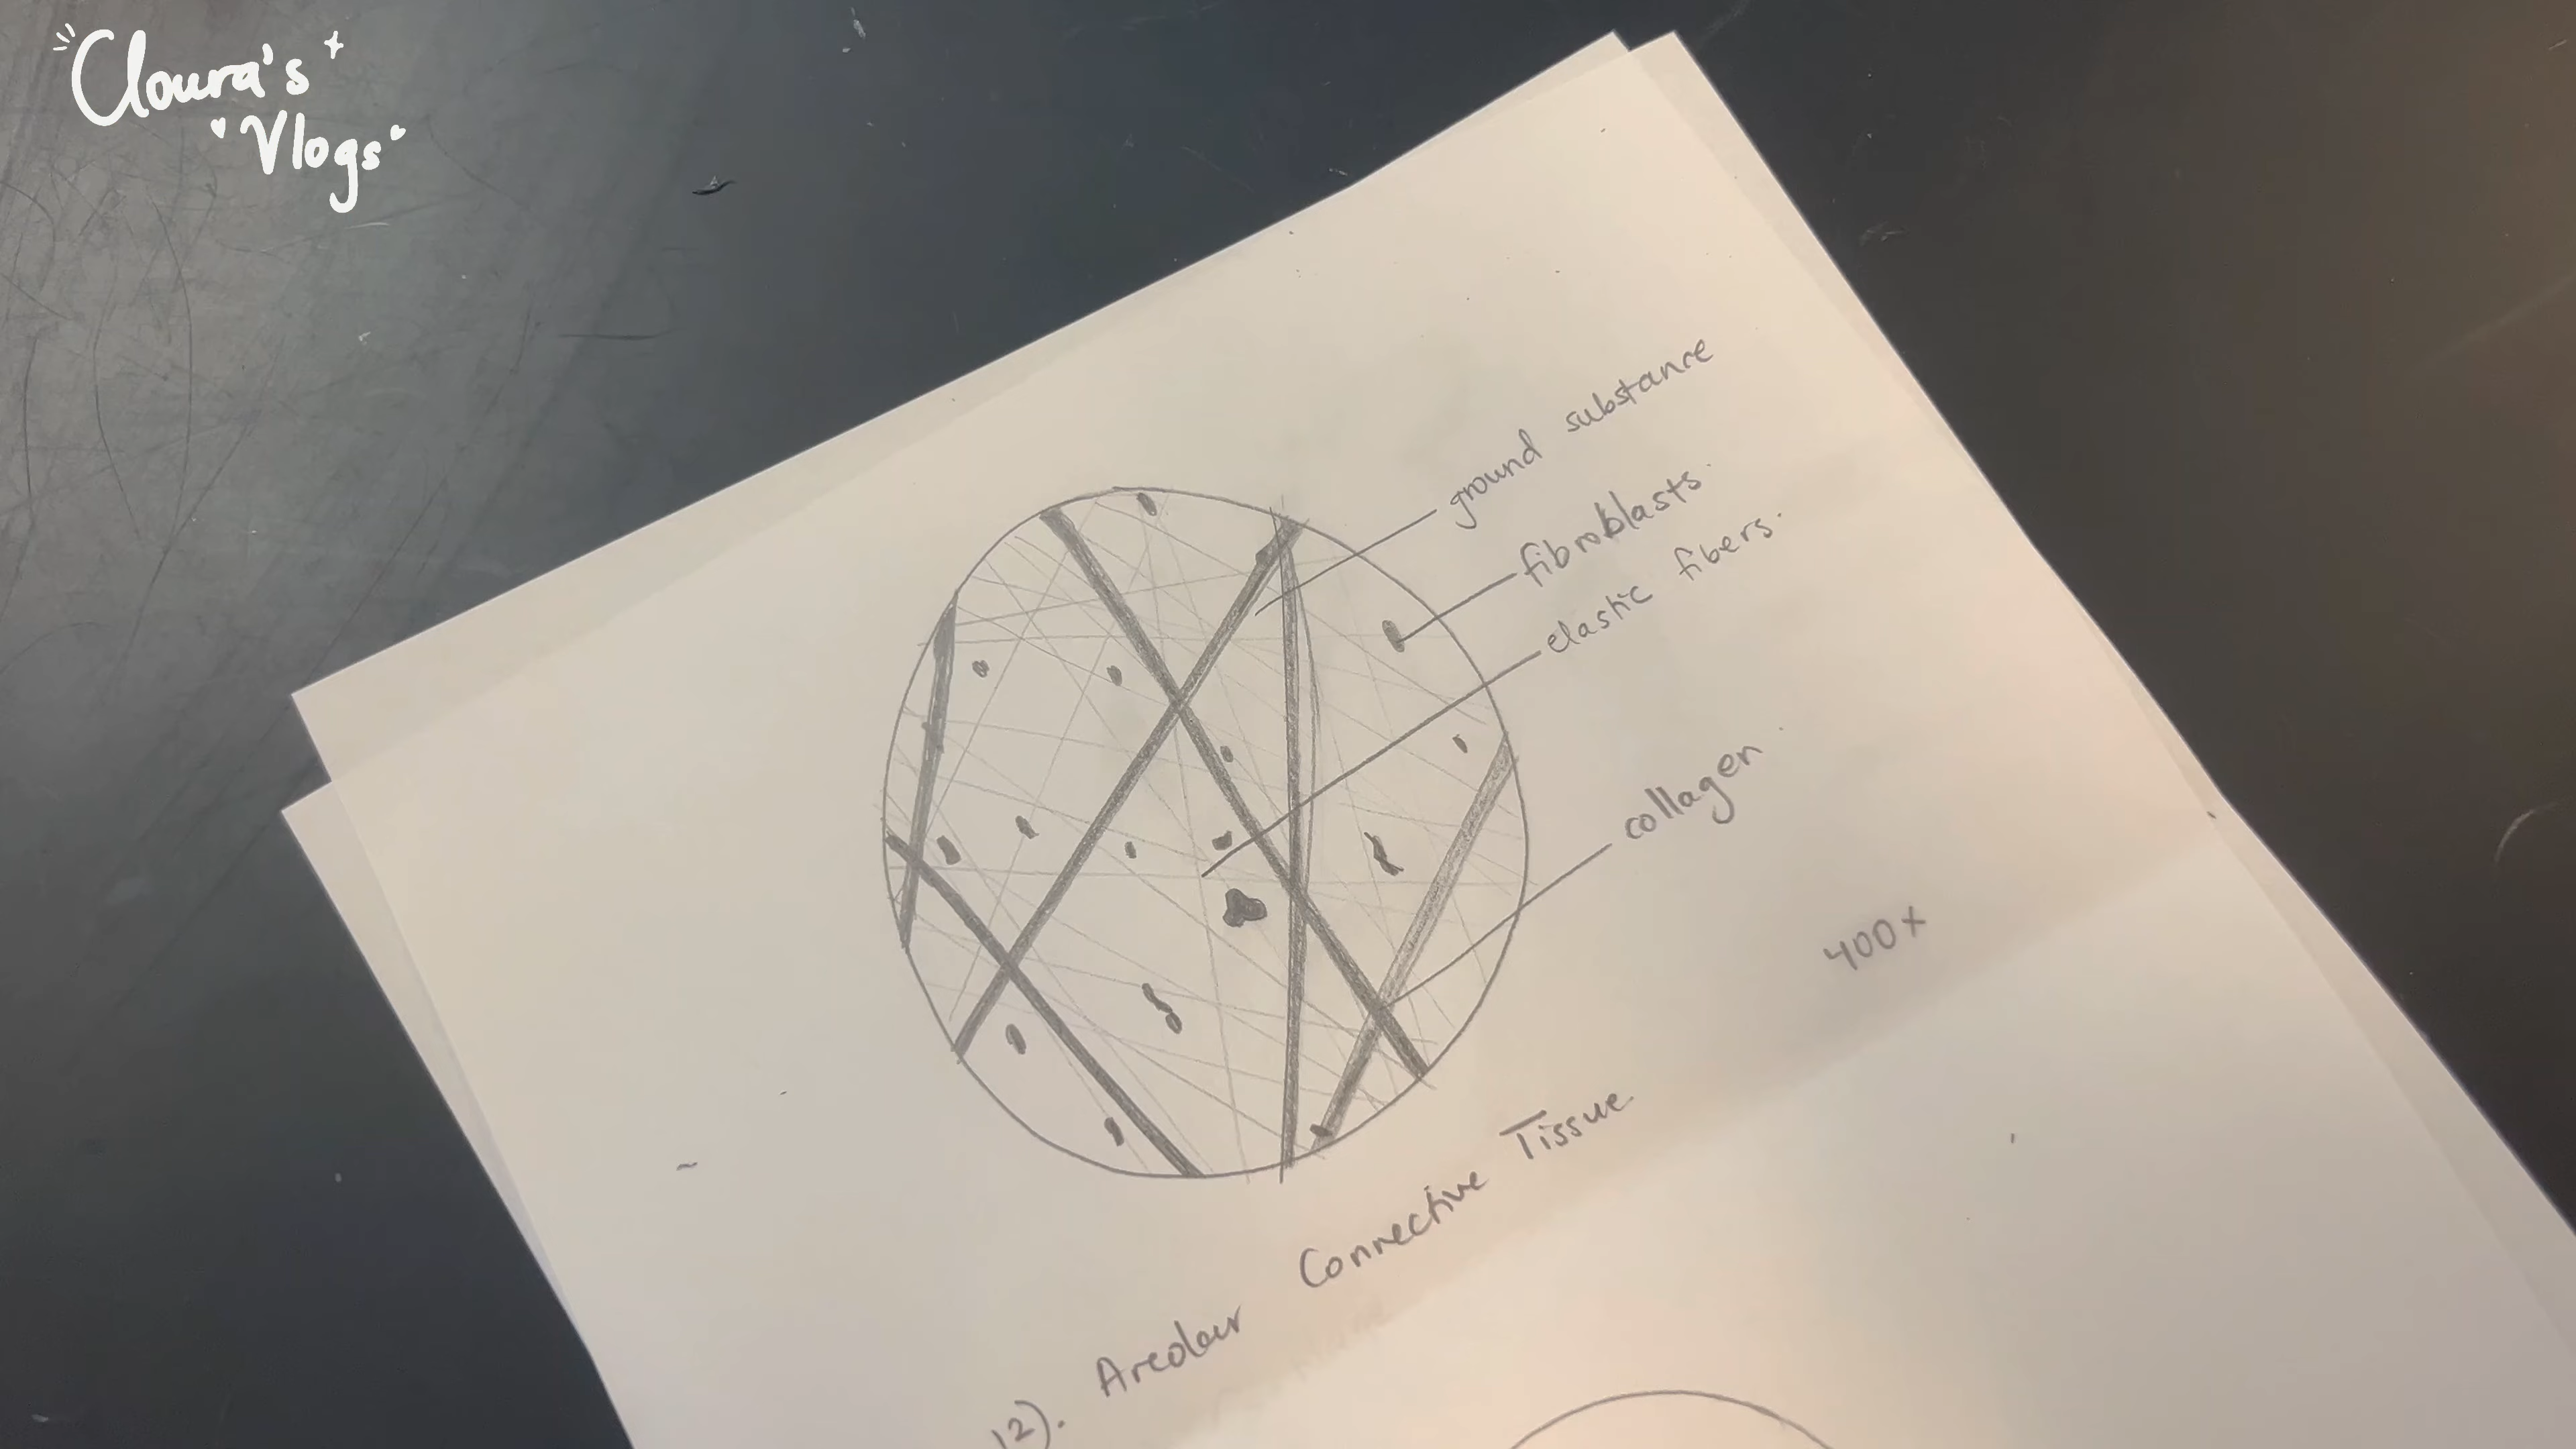 Cloura's
Vlogs
ground substance
fibroblasts.
elastic fibers.
collagen
400x
12). Areolar Connective Tissue